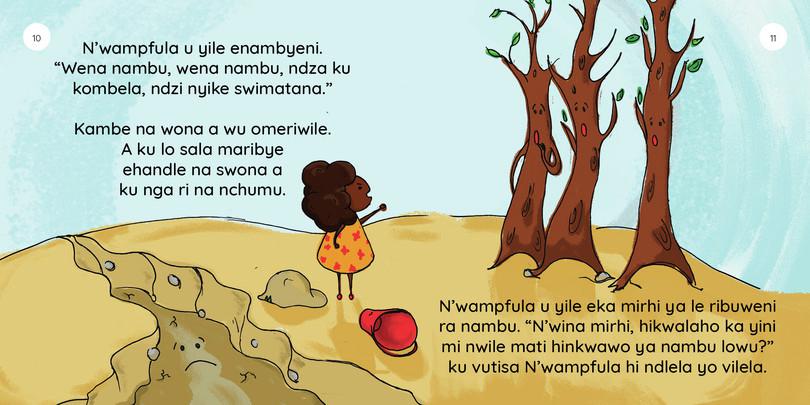 10
N'wampfula u yile enambyeni.
"Wena nambu, wena nambu, ndza ku
kombela, ndzi nyike swimatana."
Kambe na wona a wu omeriwile.
A ku lo sala maribye
ehandle na swona a
ku nga ri na nchumu.
11
N'wampfula u yile eka mirhi ya le ribuweni
ra nambu. "N'wina mirhi, hikwalaho ka yini
mi nwile mati hinkwawo ya nambu lowu?"
ku vutisa N'wampfula hi ndlela yo vilela.